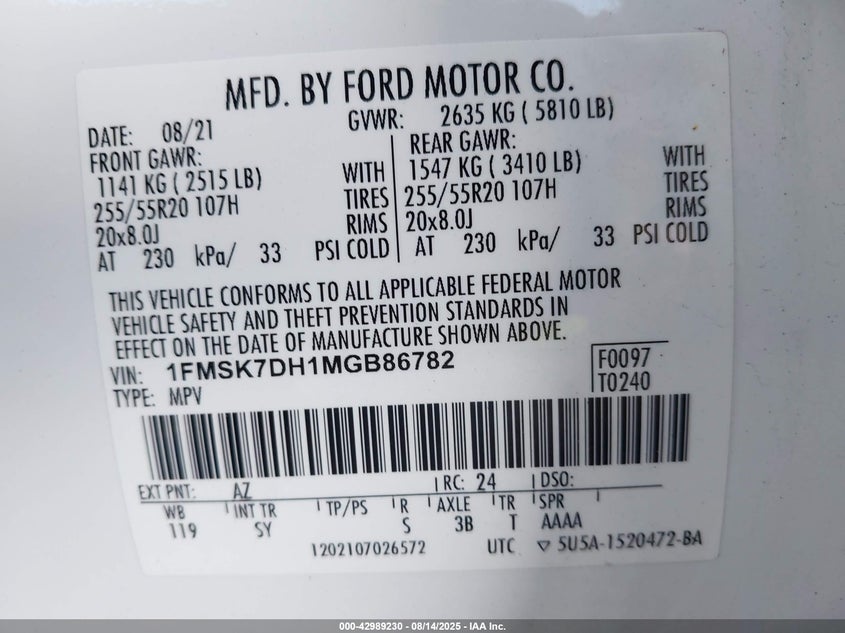 MFD. BY FORD MOTOR CO.
DATE: 08/21 GVWR: 2635 KG ( 5810 LB)
FRONT GAWR: REAR GAWR:
1141 KG ( 2515 LB) WITH 1547 KG ( 3410 LB) WITH
255/55R20 107H TIRES 255/55R20 107H TIRES
20x8.0J RIMS 20x8.0J RIMS
AT 230 kPa/ 33 PSI COLD AT 230 kPa/ 33 PSI COLD
THIS VEHICLE CONFORMS TO ALL APPLICABLE FEDERAL MOTOR
VEHICLE SAFETY AND THEFT PREVENTION STANDARDS IN
EFFECT ON THE DATE OF MANUFACTURE SHOWN ABOVE.
VIN: 1FMSK7DH1MGB86782 F0097
TYPE: MPV T0240
EXT PNT: AZ RC: 24 DSO:
WB INT TR TP/PS R AXLE TR SPR
119 SY S 3B T AAAA
1202107026572 UTC ▽ 5U5A-1520472-BA
000-42989230 - 08/14/2025 - IAA Inc.